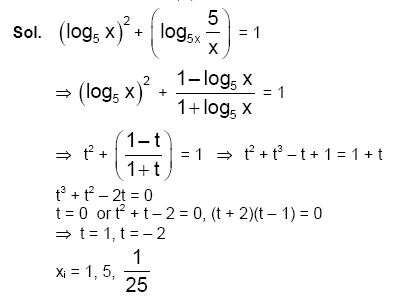 Sol. (log₅ x)² + (log₅ₓ 5/x) = 1
⇒ (log₅ x)² + (1–log₅ x)/(1+log₅ x) = 1
⇒ t² + ((1–t)/(1+t)) = 1 ⇒ t² + t³ – t + 1 = 1 + t
t³ + t² – 2t = 0
t = 0 or t² + t – 2 = 0, (t + 2)(t – 1) = 0
⇒ t = 1, t = – 2
xᵢ = 1, 5, 1/25